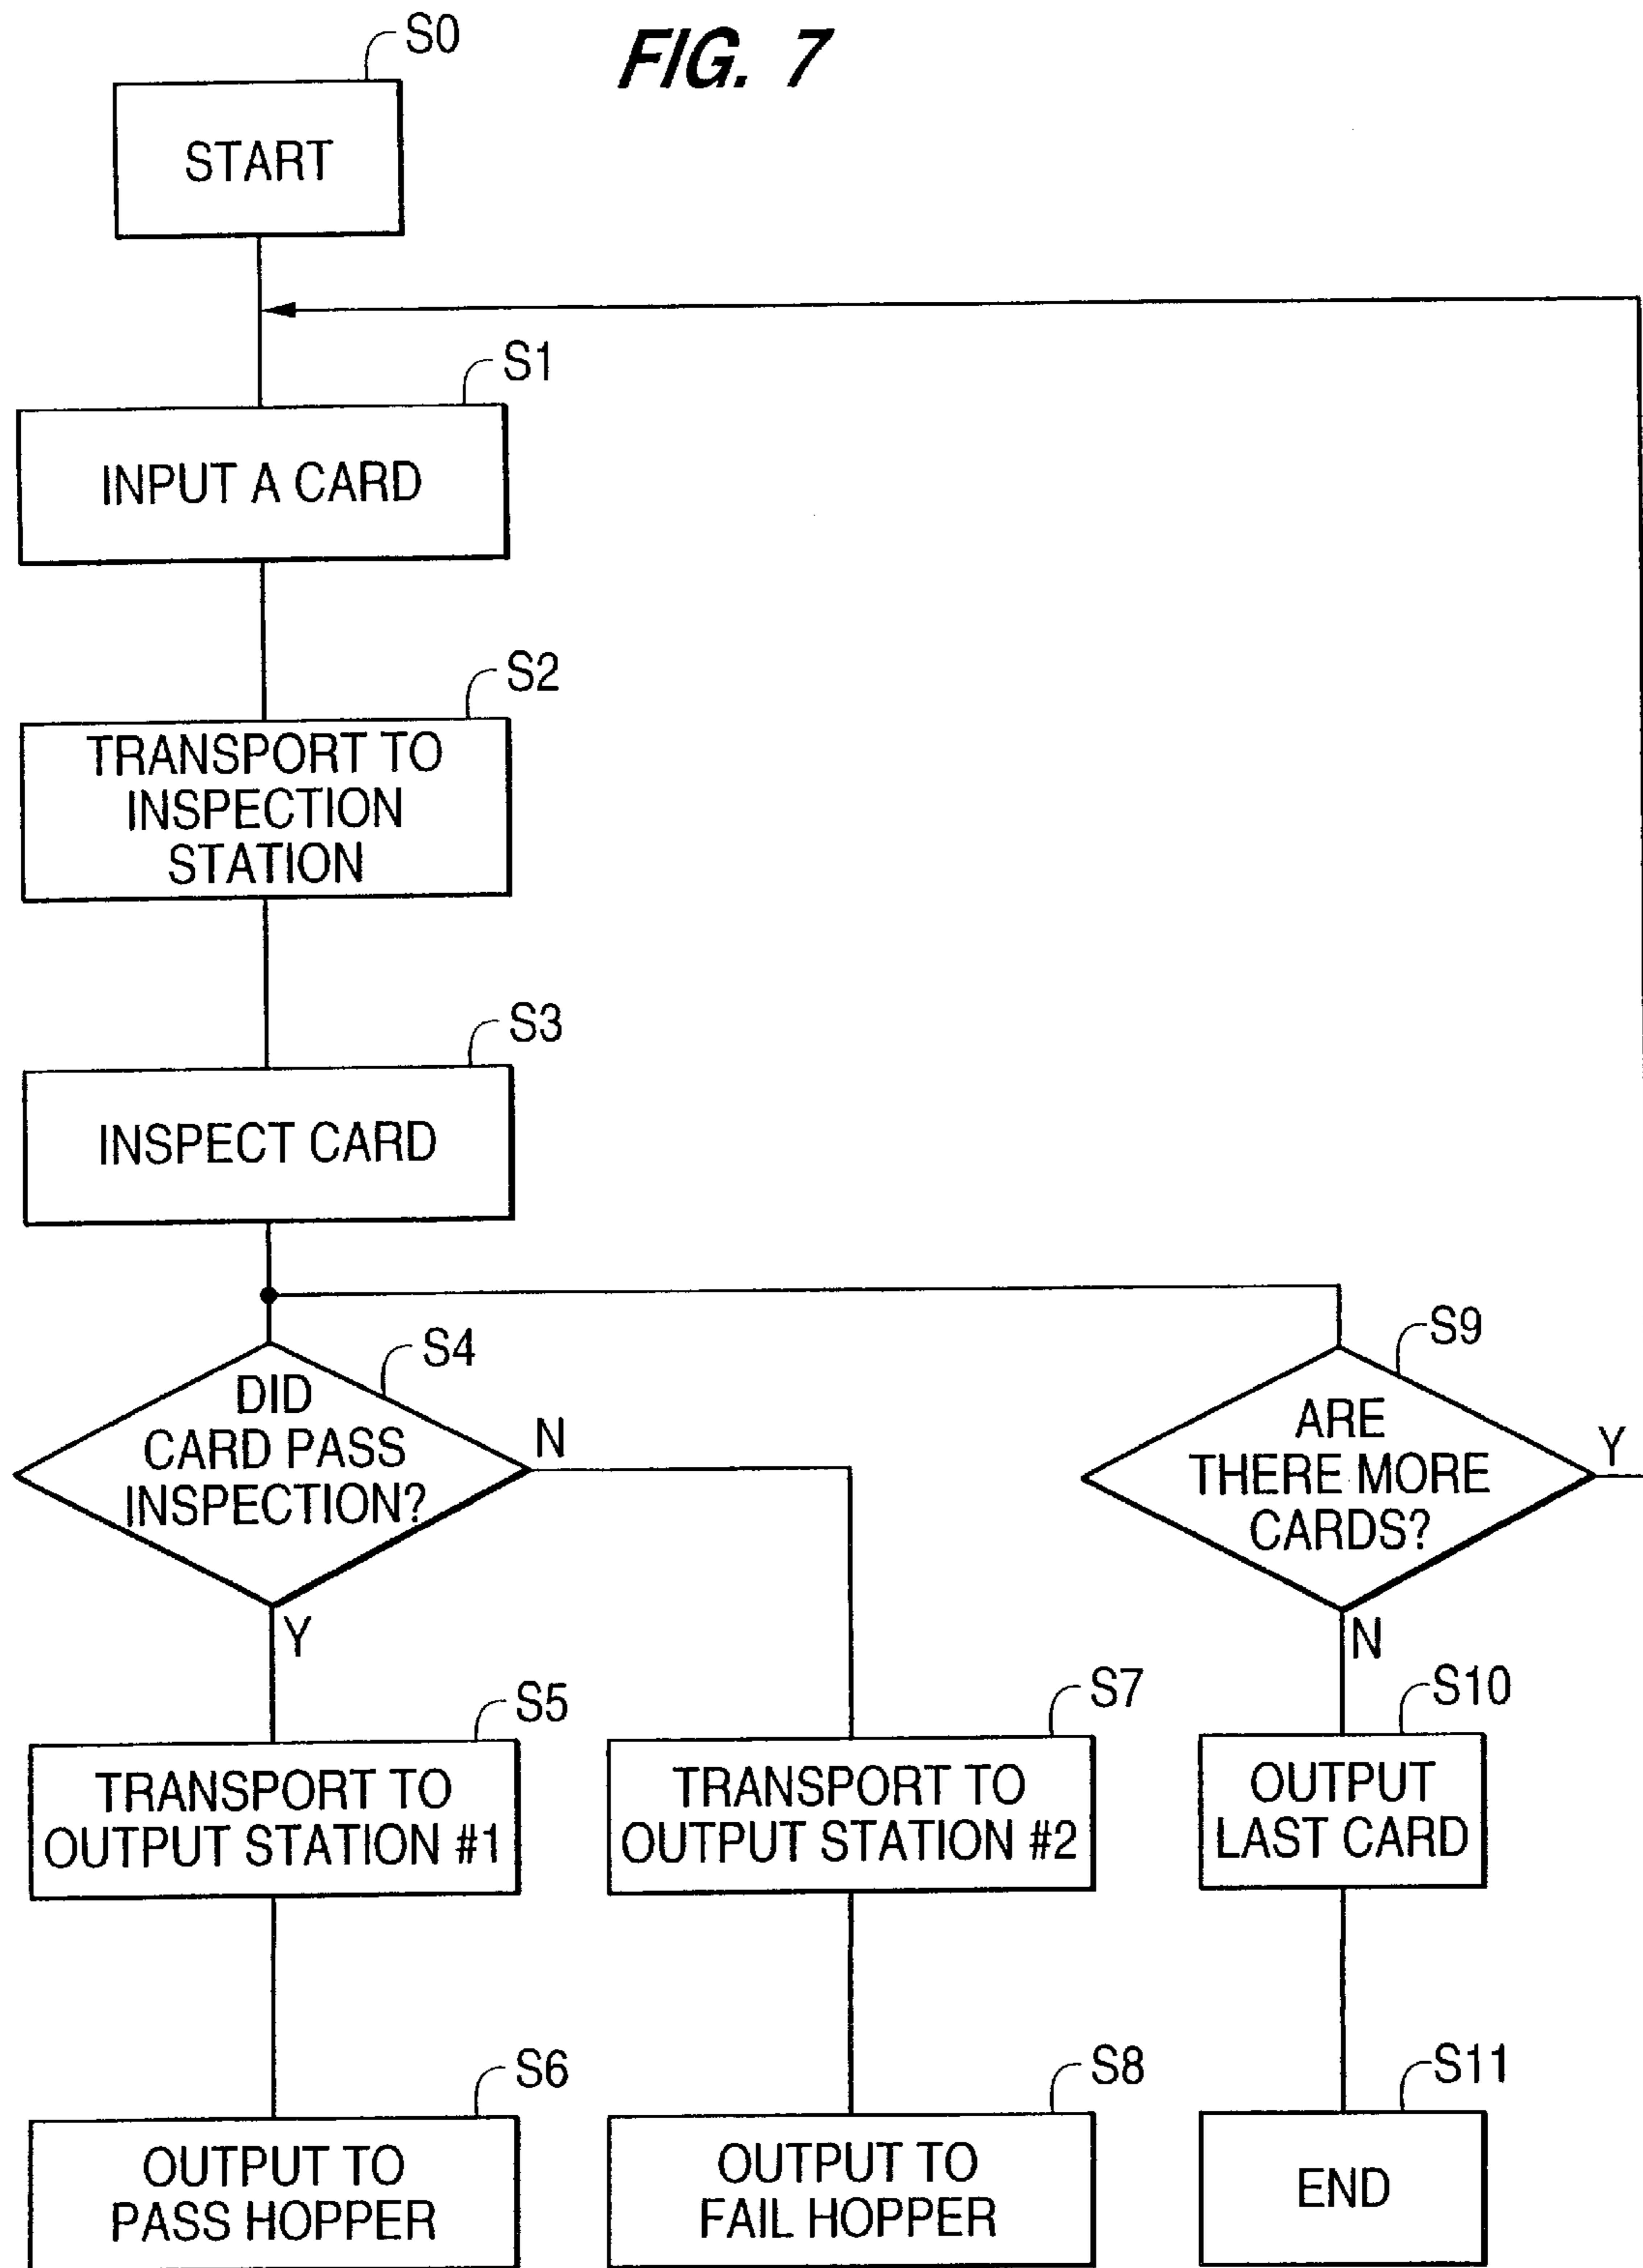 FIG. 7
S0
START
S1
INPUT A CARD
S2
TRANSPORT TO
INSPECTION
STATION
S3
INSPECT CARD
S4
DID
CARD PASS
INSPECTION?
N
Y
S9
ARE
THERE MORE
CARDS?
Y
N
S5
TRANSPORT TO
OUTPUT STATION #1
S7
TRANSPORT TO
OUTPUT STATION #2
S10
OUTPUT
LAST CARD
S6
OUTPUT TO
PASS HOPPER
S8
OUTPUT TO
FAIL HOPPER
S11
END